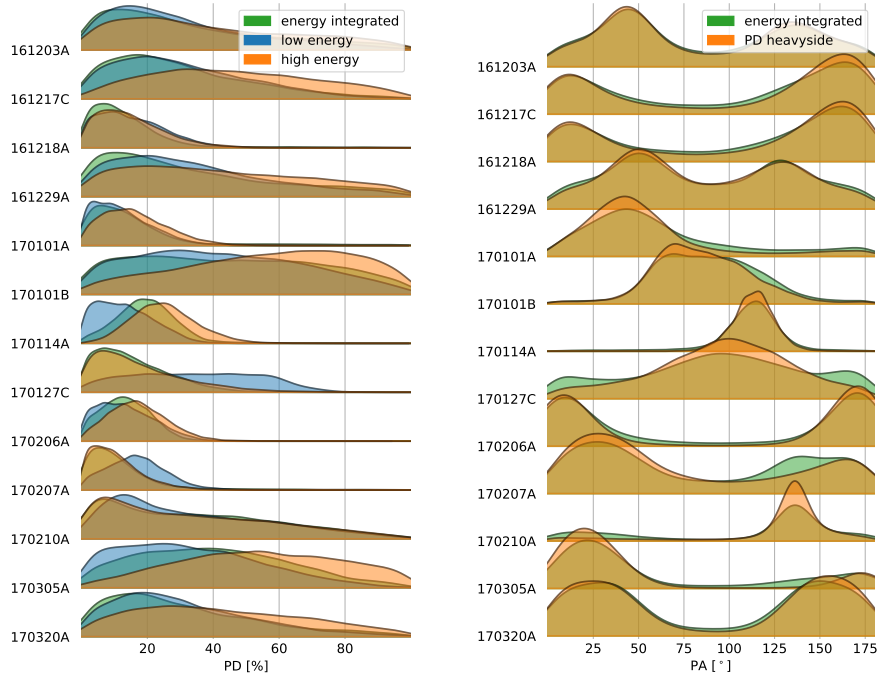 energy integrated
low energy
high energy
161203A
161217C
161218A
161229A
170101A
170101B
170114A
170127C
170206A
170207A
170210A
170305A
170320A
20
40
60
80
PD [%]
energy integrated
PD heavyside
161203A
161217C
161218A
161229A
170101A
170101B
170114A
170127C
170206A
170207A
170210A
170305A
170320A
25
50
75
100
125
150
175
PA [°]